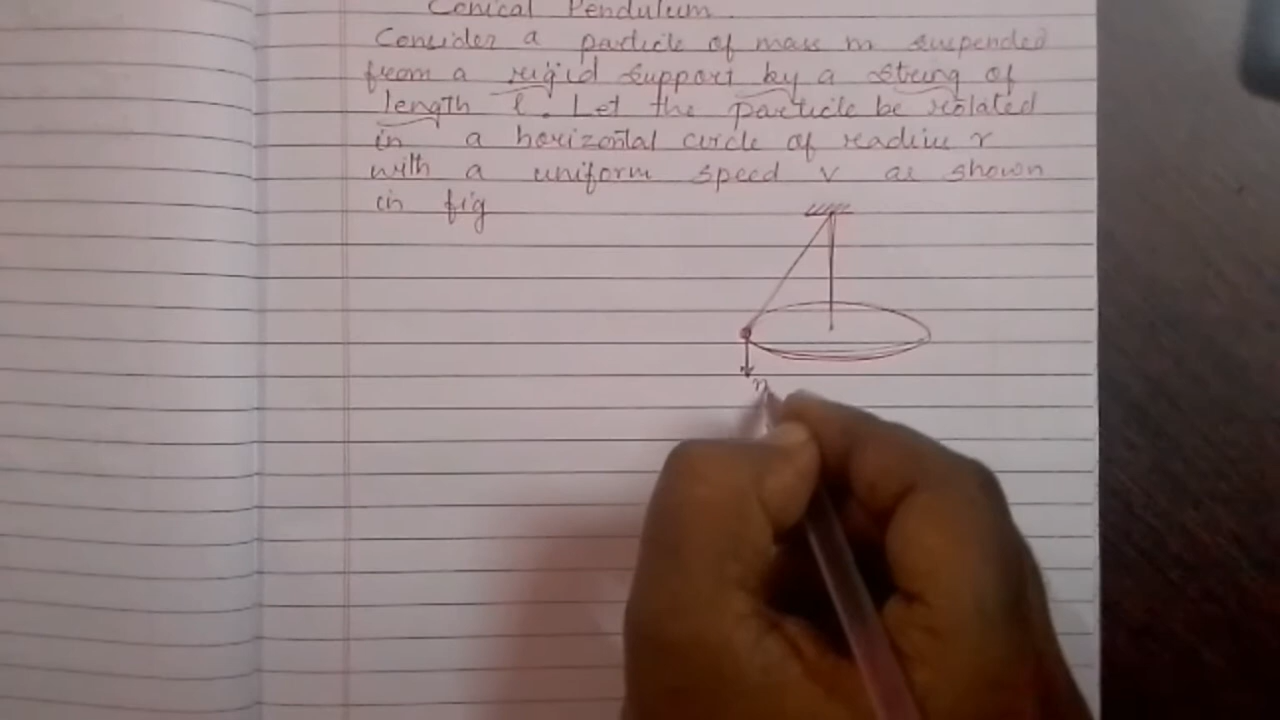 Conical Pendulum
Consider a particle of mass m suspended
from a rigid support by a string of
length l. Let the particle be rotated
in a horizontal circle of radius r
with a uniform speed v as shown
in fig
m